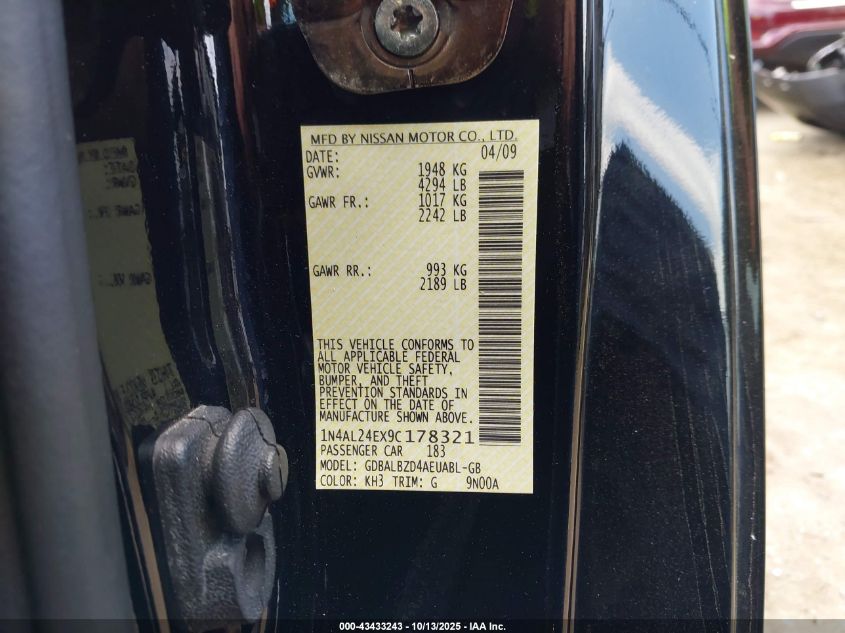 MFD BY NISSAN MOTOR CO., LTD.
DATE: 04/09
GVWR: 1948 KG
4294 LB
GAWR FR.: 1017 KG
2242 LB
GAWR RR.: 993 KG
2189 LB
THIS VEHICLE CONFORMS TO
ALL APPLICABLE FEDERAL
MOTOR VEHICLE SAFETY,
BUMPER, AND THEFT
PREVENTION STANDARDS IN
EFFECT ON THE DATE OF
MANUFACTURE SHOWN ABOVE.
1N4AL24EX9C178321
PASSENGER CAR 183
MODEL: GDBALBZD4AEUABL-GB
COLOR: KH3 TRIM: G 9N00A
000-43433243 - 10/13/2025 - IAA Inc.